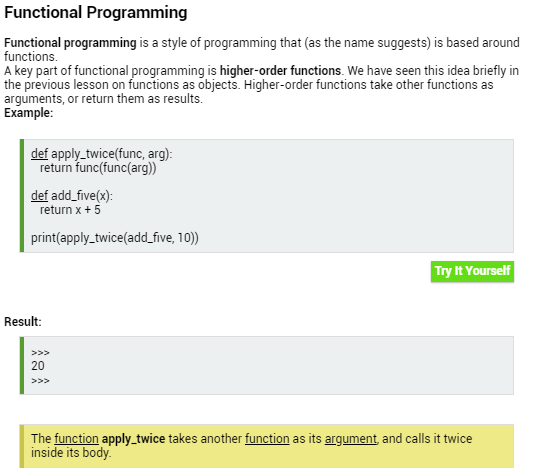 Functional Programming
Functional programming is a style of programming that (as the name suggests) is based around
functions.
A key part of functional programming is higher-order functions. We have seen this idea briefly in
the previous lesson on functions as objects. Higher-order functions take other functions as
arguments, or return them as results.
Example:
def apply_twice(func, arg):
return func(func(arg))
def add_five(x):
return x + 5
print(apply_twice(add_five, 10))
Try It Yourself
Result:
>>>
20
>>>
The function apply_twice takes another function as its argument, and calls it twice
inside its body.